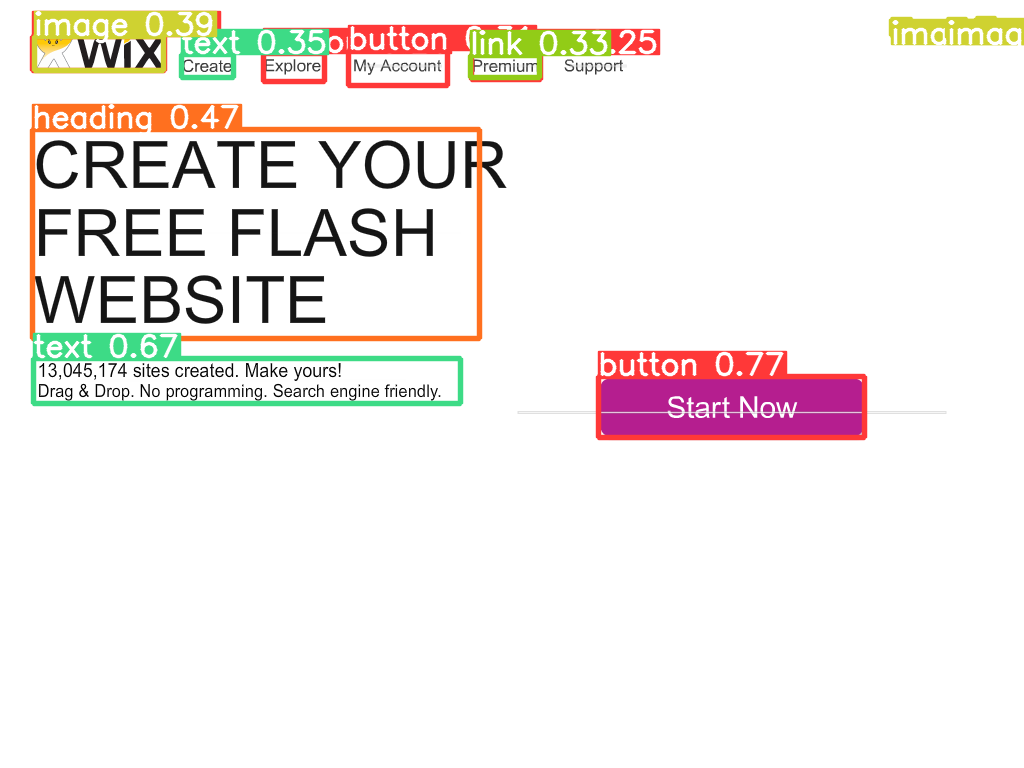 image 0.39
text 0.35
button
link 0.33
.25
WiX
Create
Explore
My Account
Premium
Support
heading 0.47
CREATE YOUR
FREE FLASH
WEBSITE
text 0.67
13,045,174 sites created. Make yours!
Drag & Drop. No programming. Search engine friendly.
button 0.77
Start Now